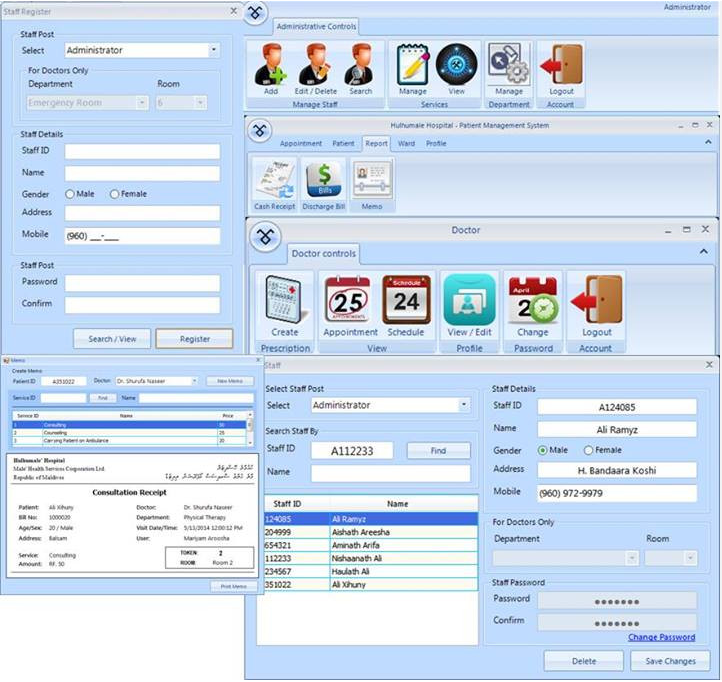 Staff Register
Staff Post
Select Administrator
For Doctors Only
Department Room
Emergency Room 6
Staff Details
Staff ID
Name
Gender Male Female
Address
Mobile (960) ___-____
Staff Post
Password
Confirm
Search / View Register
Administrator
Administrative Controls
Add Edit / Delete Search Manage View Manage Logout
Manage Staff Services Department Account
Hulhumale Hospital - Patient Management System
Appointment Patient Report Ward Profile
Bills
Cash Receipt Discharge Bill Memo
Doctor
Doctor controls
25 Schedule 24 April 2
Create Appointment Schedule View / Edit Change Logout
Prescription View Profile Password Account
Memo
Create Memo
Patient ID A351022 Doctor Dr. Shurufa Naseer New Memo
Service ID Find Name
Service ID Name Price
1 Consulting 50
2 Counseling 25
3 Carrying Patient on Ambulance 20
Hulhumale' Hospital
Male' Health Services Corporation Ltd
Republic of Maldives
Consultation Receipt
Patient: Ali Xihuny Doctor: Dr. Shurufa Naseer
Bill No: 1000020 Department: Physical Therapy
Age/Sex: 20 / Male Visit Date/Time: 5/13/2014 12:00:12 PM
Address: Balsam User: Mariyam Aroosha
Service: Consulting TOKEN 2
Amount: RF. 50 ROOM Room 2
Print Memo
Staff
Select Staff Post
Select Administrator
Search Staff By
Staff ID A112233 Find
Name
Staff ID Name
124085 Ali Ramyz
204999 Aishath Areesha
654321 Aminath Arifa
112233 Nishaanath Ali
234567 Haulath Ali
351022 Ali Xihuny
Staff Details
Staff ID A124085
Name Ali Ramyz
Gender Male Female
Address H. Bandaara Koshi
Mobile (960) 972-9979
For Doctors Only
Department Room
Staff Password
Password ●●●●●●●
Confirm ●●●●●●●
Change Password
Delete Save Changes